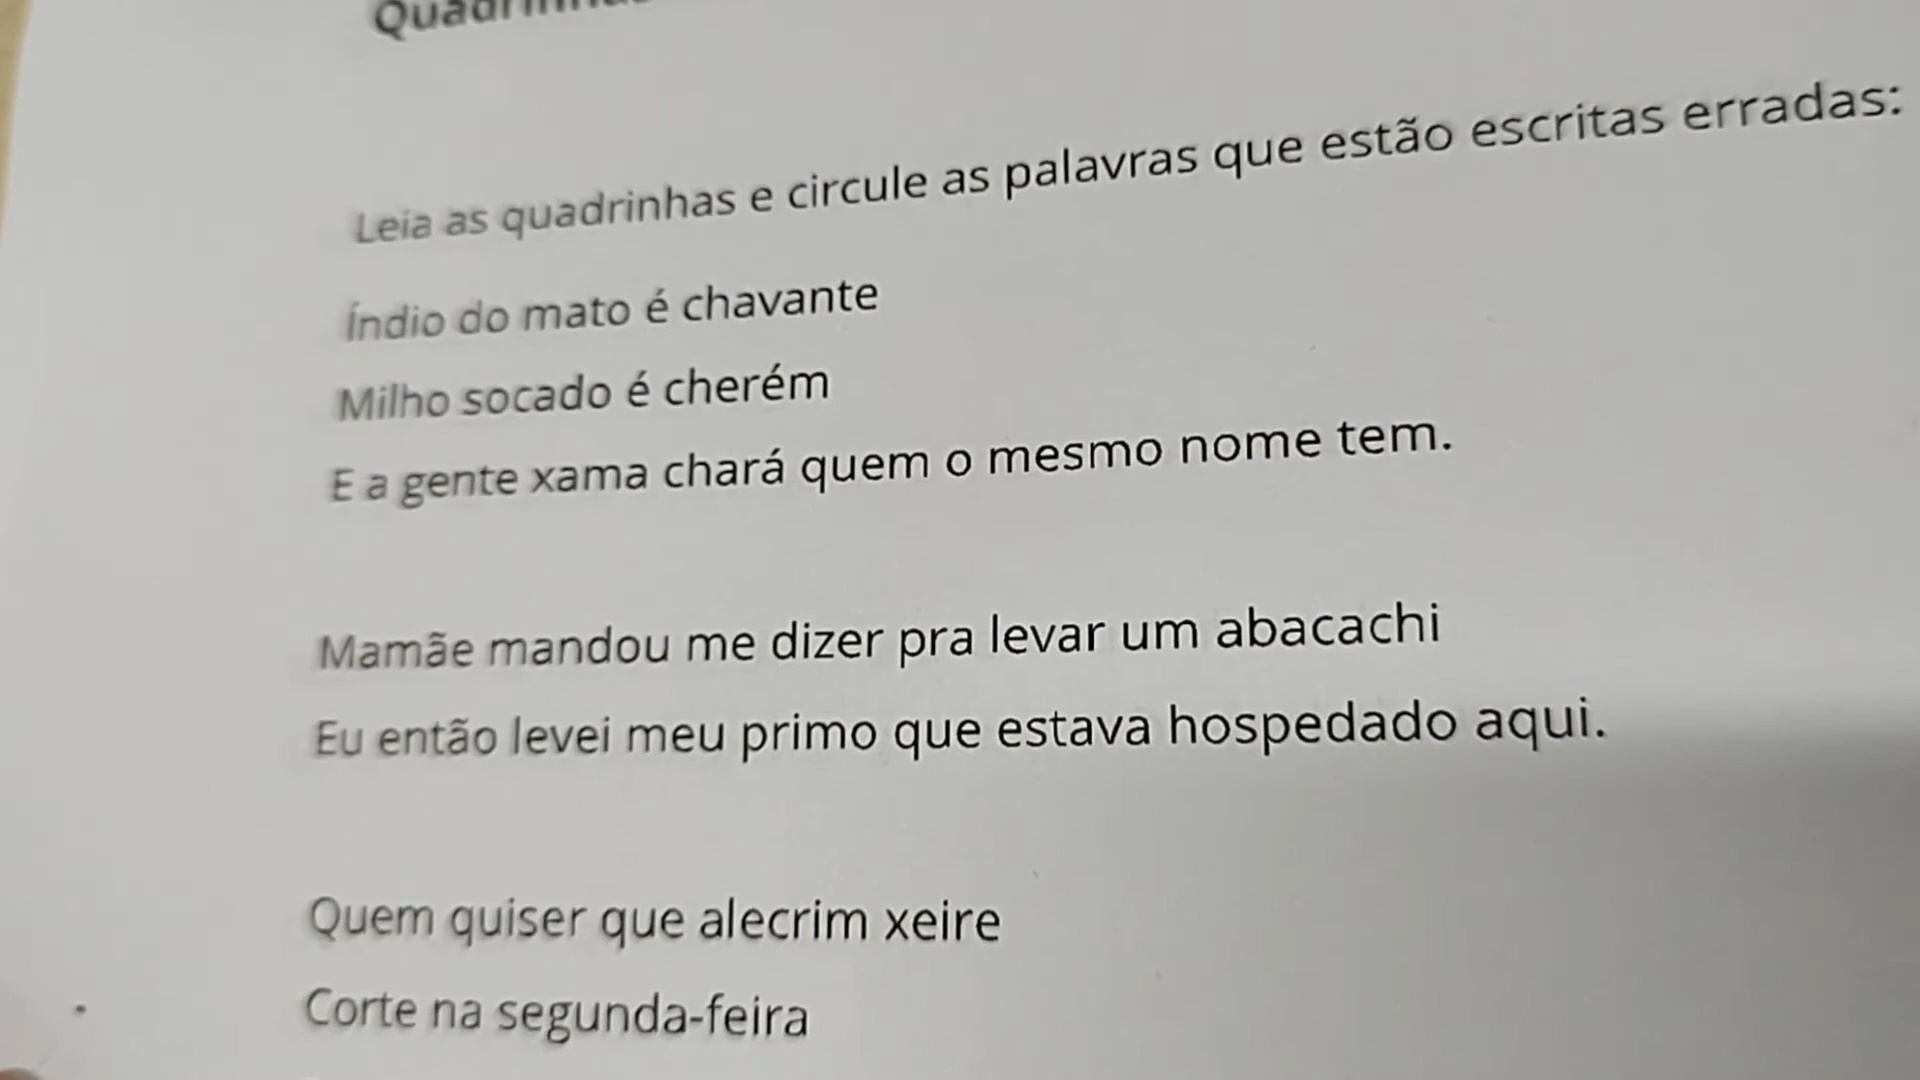 Leia as quadrinhas e circule as palavras que estão escritas erradas:
Índio do mato é chavante
Milho socado é cherém
E a gente xama chará quem o mesmo nome tem.
Mamãe mandou me dizer pra levar um abacachi
Eu então levei meu primo que estava hospedado aqui.
Quem quiser que alecrim xeire
Corte na segunda-feira